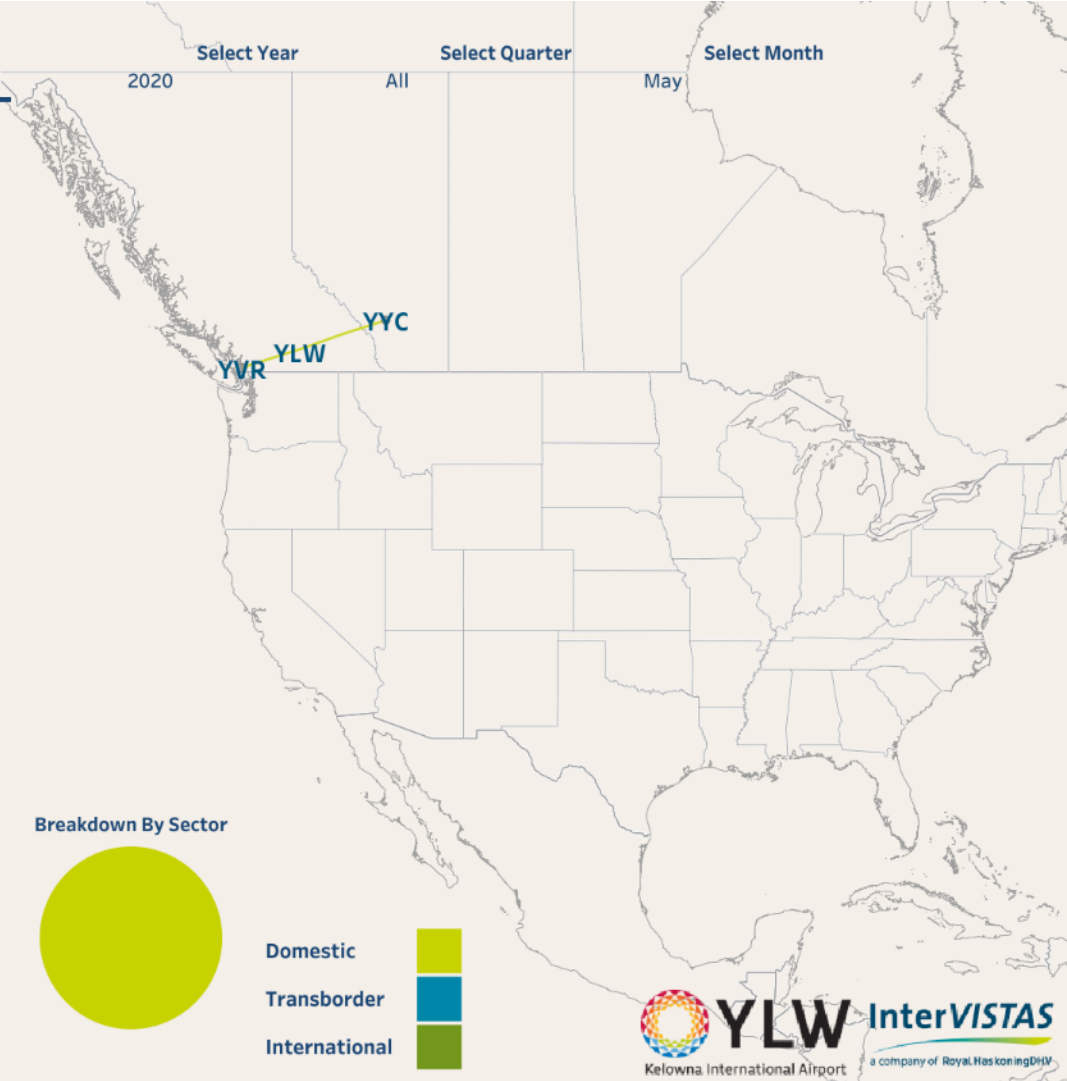 Select Year
Select Quarter
Select Month
2020
All
May
YYC
YLW
YVR
Breakdown By Sector
Domestic
Transborder
International
YLW
Kelowna International Airport
InterVISTAS
a company of Royal HaskoningDHV